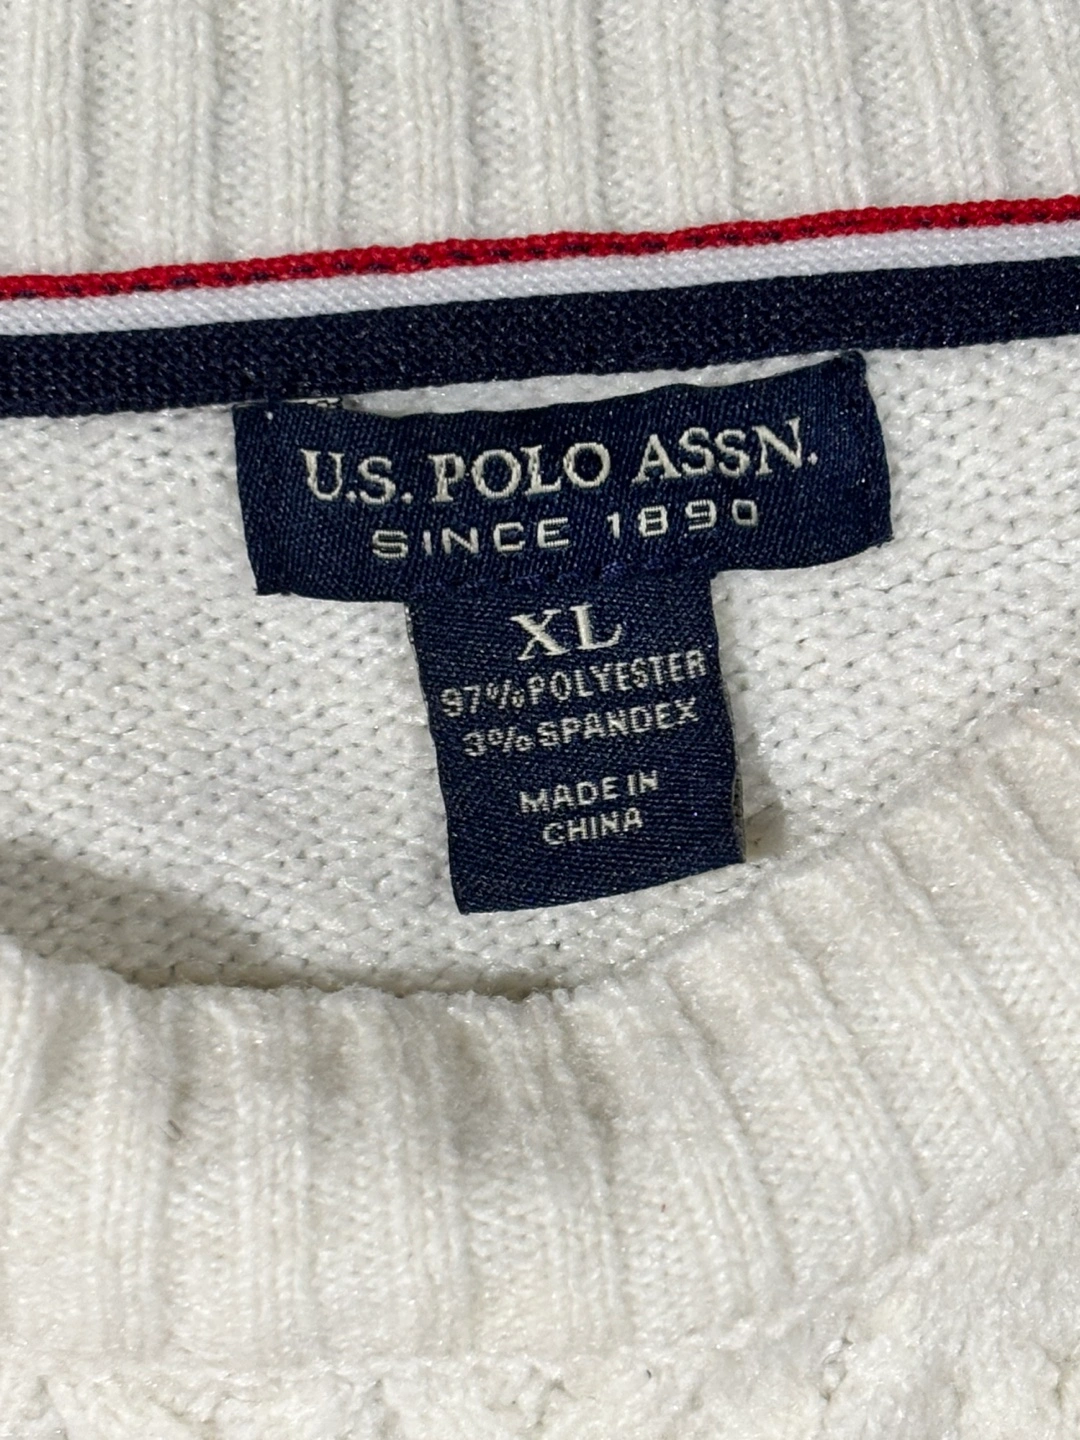 U.S. POLO ASSN.
SINCE 1890
XL
97% POLYESTER
3% SPANDEX
MADE IN
CHINA